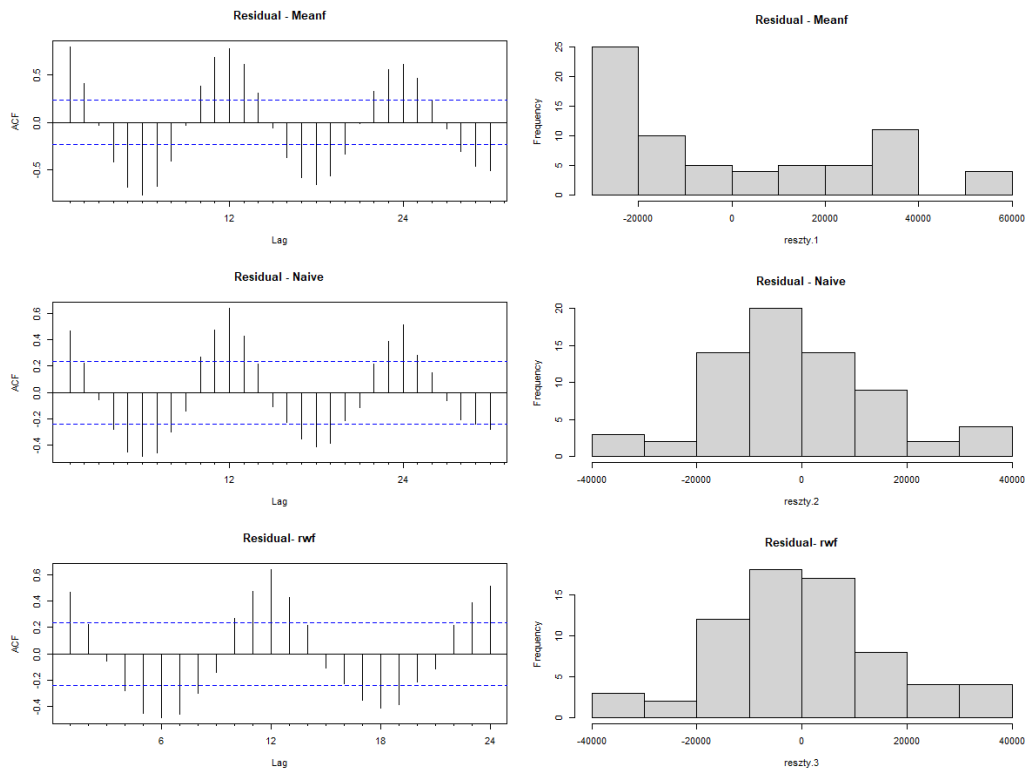 Residual - Meanf
ACF
0.5
0.0
-0.5
12
24
Lag
Residual - Meanf
Frequency
25
20
15
10
5
0
-20000
0
20000
40000
60000
reszty.1
Residual - Naive
ACF
0.6
0.4
0.2
0.0
-0.2
-0.4
12
24
Lag
Residual - Naive
Frequency
20
15
10
5
0
-40000
-20000
0
20000
40000
reszty.2
Residual- rwf
ACF
0.6
0.4
0.2
0.0
-0.2
-0.4
6
12
18
24
Lag
Residual- rwf
Frequency
15
10
5
0
-40000
-20000
0
20000
40000
reszty.3